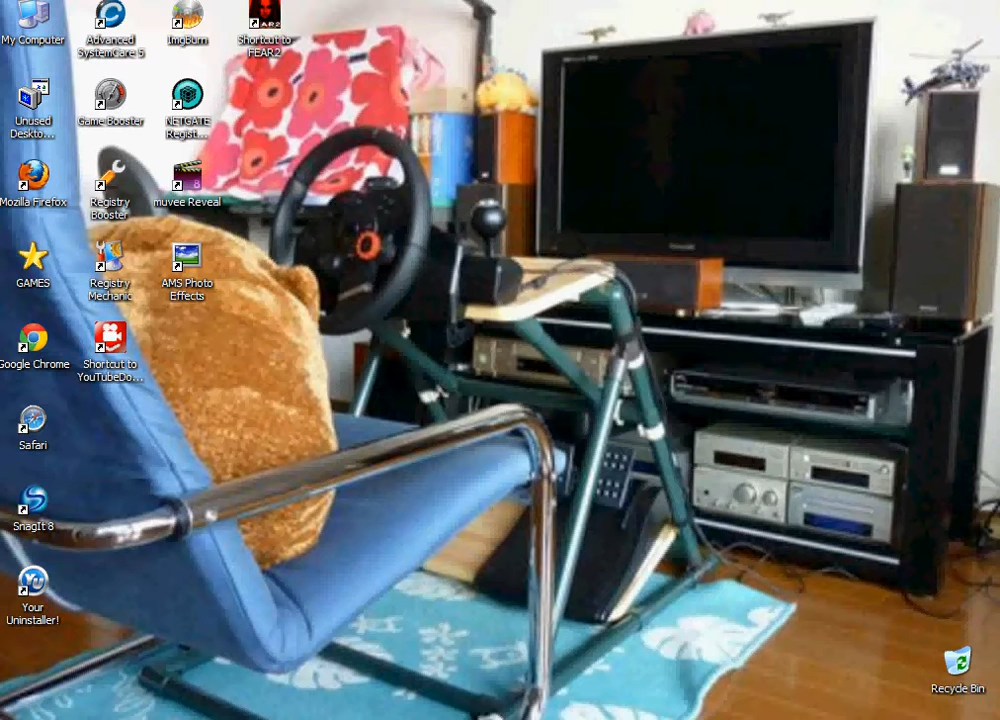 My Computer
Advanced
SystemCare 5
ImgBurn
Shortcut to
FEAR2
Unused
Deskto...
Game Booster
NETGATE
Regist...
Mozilla Firefox
Registry
Booster
muvee Reveal
GAMES
Registry
Mechanic
AMS Photo
Effects
Google Chrome
Shortcut to
YouTubeDo...
Safari
SnagIt 8
Your
Uninstaller!
Recycle Bin